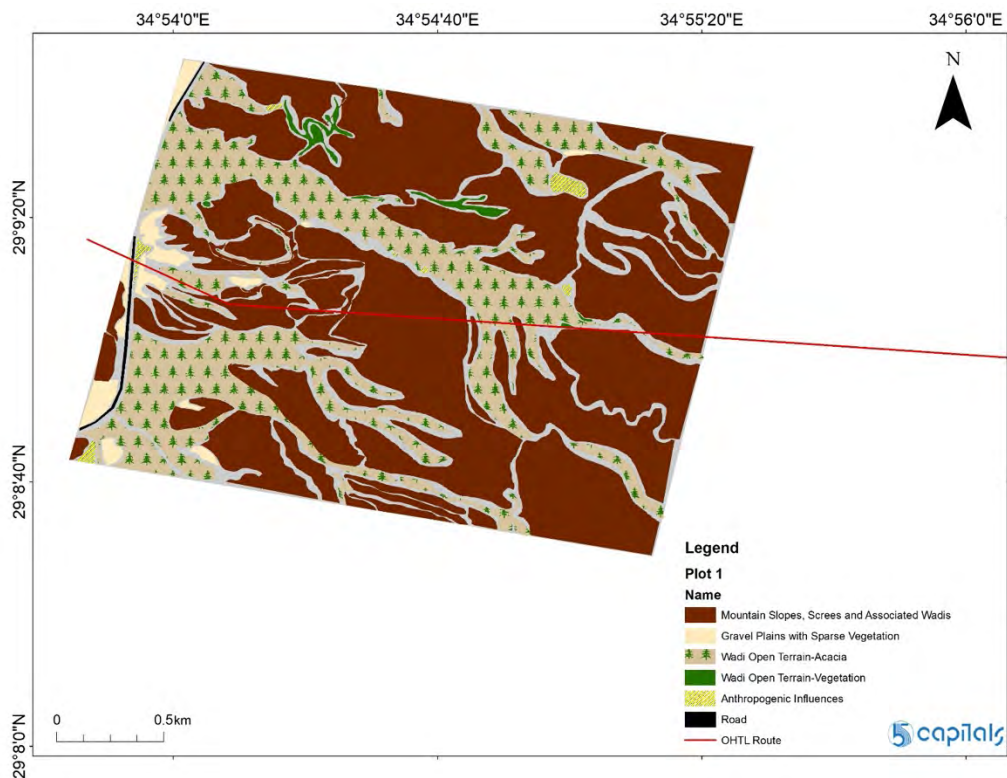 34°54'0"E
34°54'40"E
34°55'20"E
34°56'0"E
N
29°9'20"N
29°8'40"N
29°8'0"N
Legend
Plot 1
Name
Mountain Slopes, Screes and Associated Wadis
Gravel Plains with Sparse Vegetation
Wadi Open Terrain-Acacia
Wadi Open Terrain-Vegetation
Anthropogenic Influences
Road
OHTL Route
0 0.5km
5 capitals